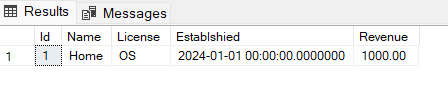 Results Messages
Id Name License Establshied Revenue
1 1 Home OS 2024-01-01 00:00:00.0000000 1000.00